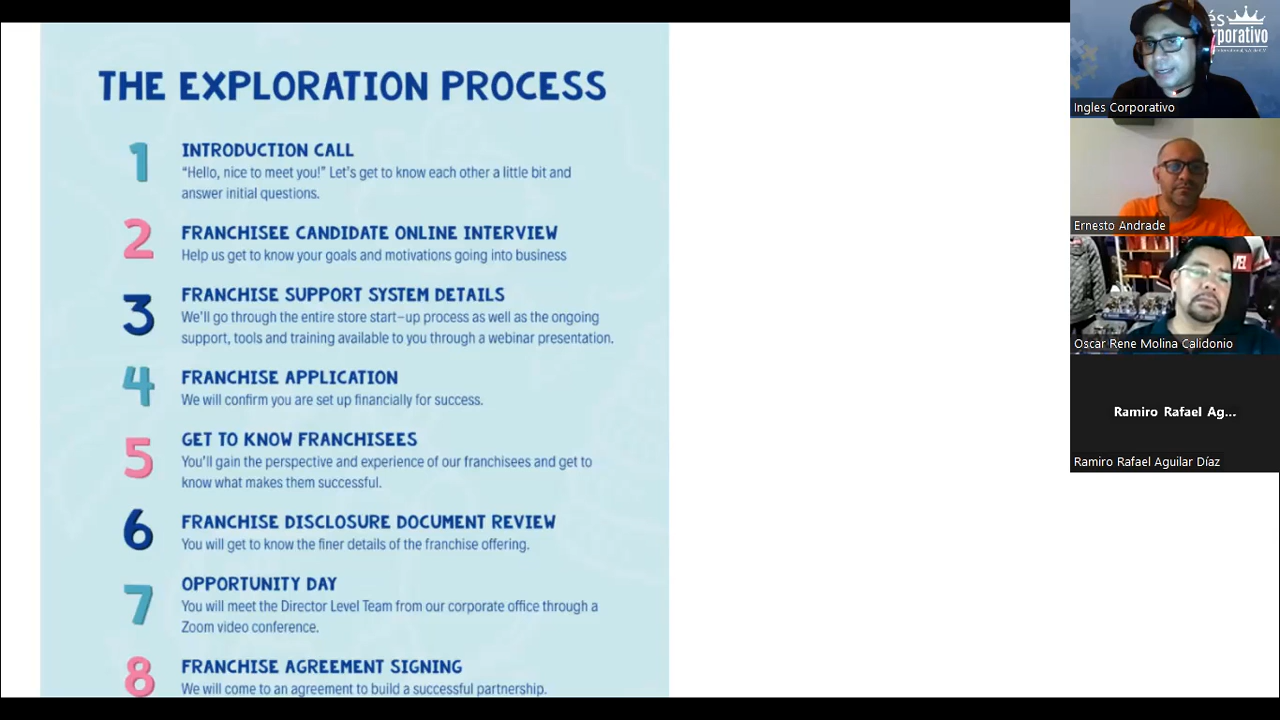 THE EXPLORATION PROCESS
1
INTRODUCTION CALL
“Hello, nice to meet you!” Let's get to know each other a little bit and
answer initial questions.
2
FRANCHISEE CANDIDATE ONLINE INTERVIEW
Help us get to know your goals and motivations going into business
3
FRANCHISE SUPPORT SYSTEM DETAILS
We'll go through the entire store start-up process as well as the ongoing
support, tools and training available to you through a webinar presentation.
4
FRANCHISE APPLICATION
We will confirm you are set up financially for success.
5
GET TO KNOW FRANCHISEES
You'll gain the perspective and experience of our franchisees and get to
know what makes them successful.
6
FRANCHISE DISCLOSURE DOCUMENT REVIEW
You will get to know the finer details of the franchise offering.
7
OPPORTUNITY DAY
You will meet the Director Level Team from our corporate office through a
Zoom video conference.
8
FRANCHISE AGREEMENT SIGNING
We will come to an agreement to build a successful partnership.
és
rporativo
Ingles Corporativo
Ernesto Andrade
VEL
Oscar Rene Molina Calidonio
Ramiro Rafael Ag...
Ramiro Rafael Aguilar Díaz